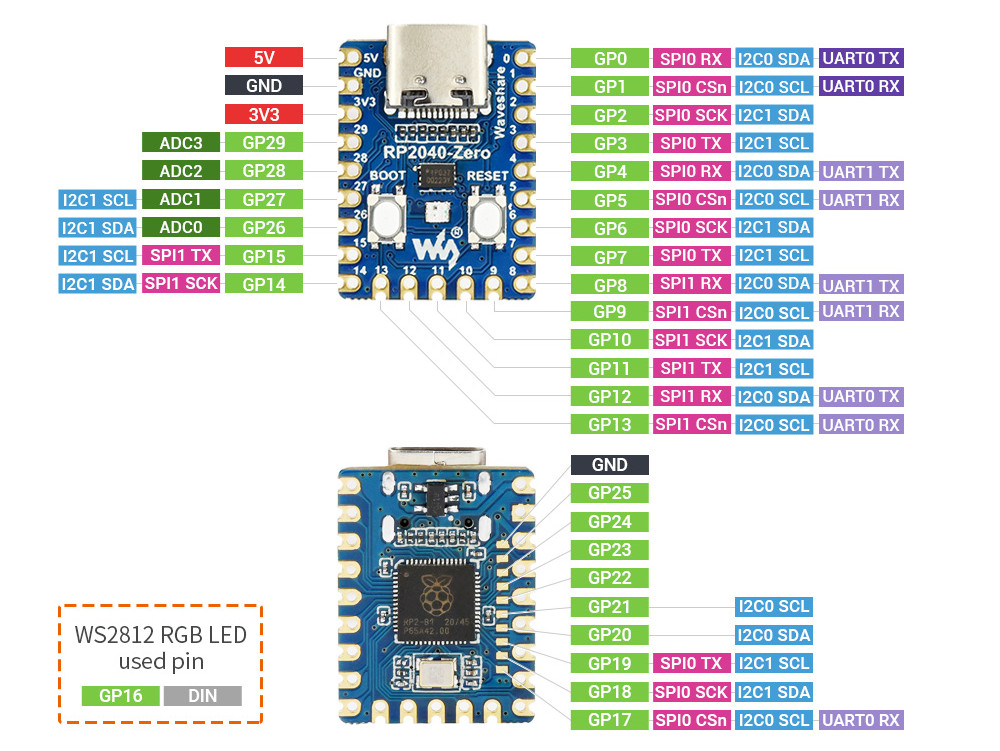 5V
GND
3V3
ADC3 GP29
ADC2 GP28
I2C1 SCL ADC1 GP27
I2C1 SDA ADC0 GP26
I2C1 SCL SPI1 TX GP15
I2C1 SDA SPI1 SCK GP14
5V
GND
3V3
29
28
27
26
15
14 13 12 11 10 9 8
0
1
2
3
4
5
6
7
Waveshare
RP2040-Zero
BOOT RESET
GP0 SPI0 RX I2C0 SDA UART0 TX
GP1 SPI0 CSn I2C0 SCL UART0 RX
GP2 SPI0 SCK I2C1 SDA
GP3 SPI0 TX I2C1 SCL
GP4 SPI0 RX I2C0 SDA UART1 TX
GP5 SPI0 CSn I2C0 SCL UART1 RX
GP6 SPI0 SCK I2C1 SDA
GP7 SPI0 TX I2C1 SCL
GP8 SPI1 RX I2C0 SDA UART1 TX
GP9 SPI1 CSn I2C0 SCL UART1 RX
GP10 SPI1 SCK I2C1 SDA
GP11 SPI1 TX I2C1 SCL
GP12 SPI1 RX I2C0 SDA UART0 TX
GP13 SPI1 CSn I2C0 SCL UART0 RX
GND
GP25
GP24
GP23
GP22
GP21 I2C0 SCL
GP20 I2C0 SDA
GP19 SPI0 TX I2C1 SCL
GP18 SPI0 SCK I2C1 SDA
GP17 SPI0 CSn I2C0 SCL UART0 RX
RP2-B1 20/45
P65A42.00
WS2812 RGB LED
used pin
GP16 DIN